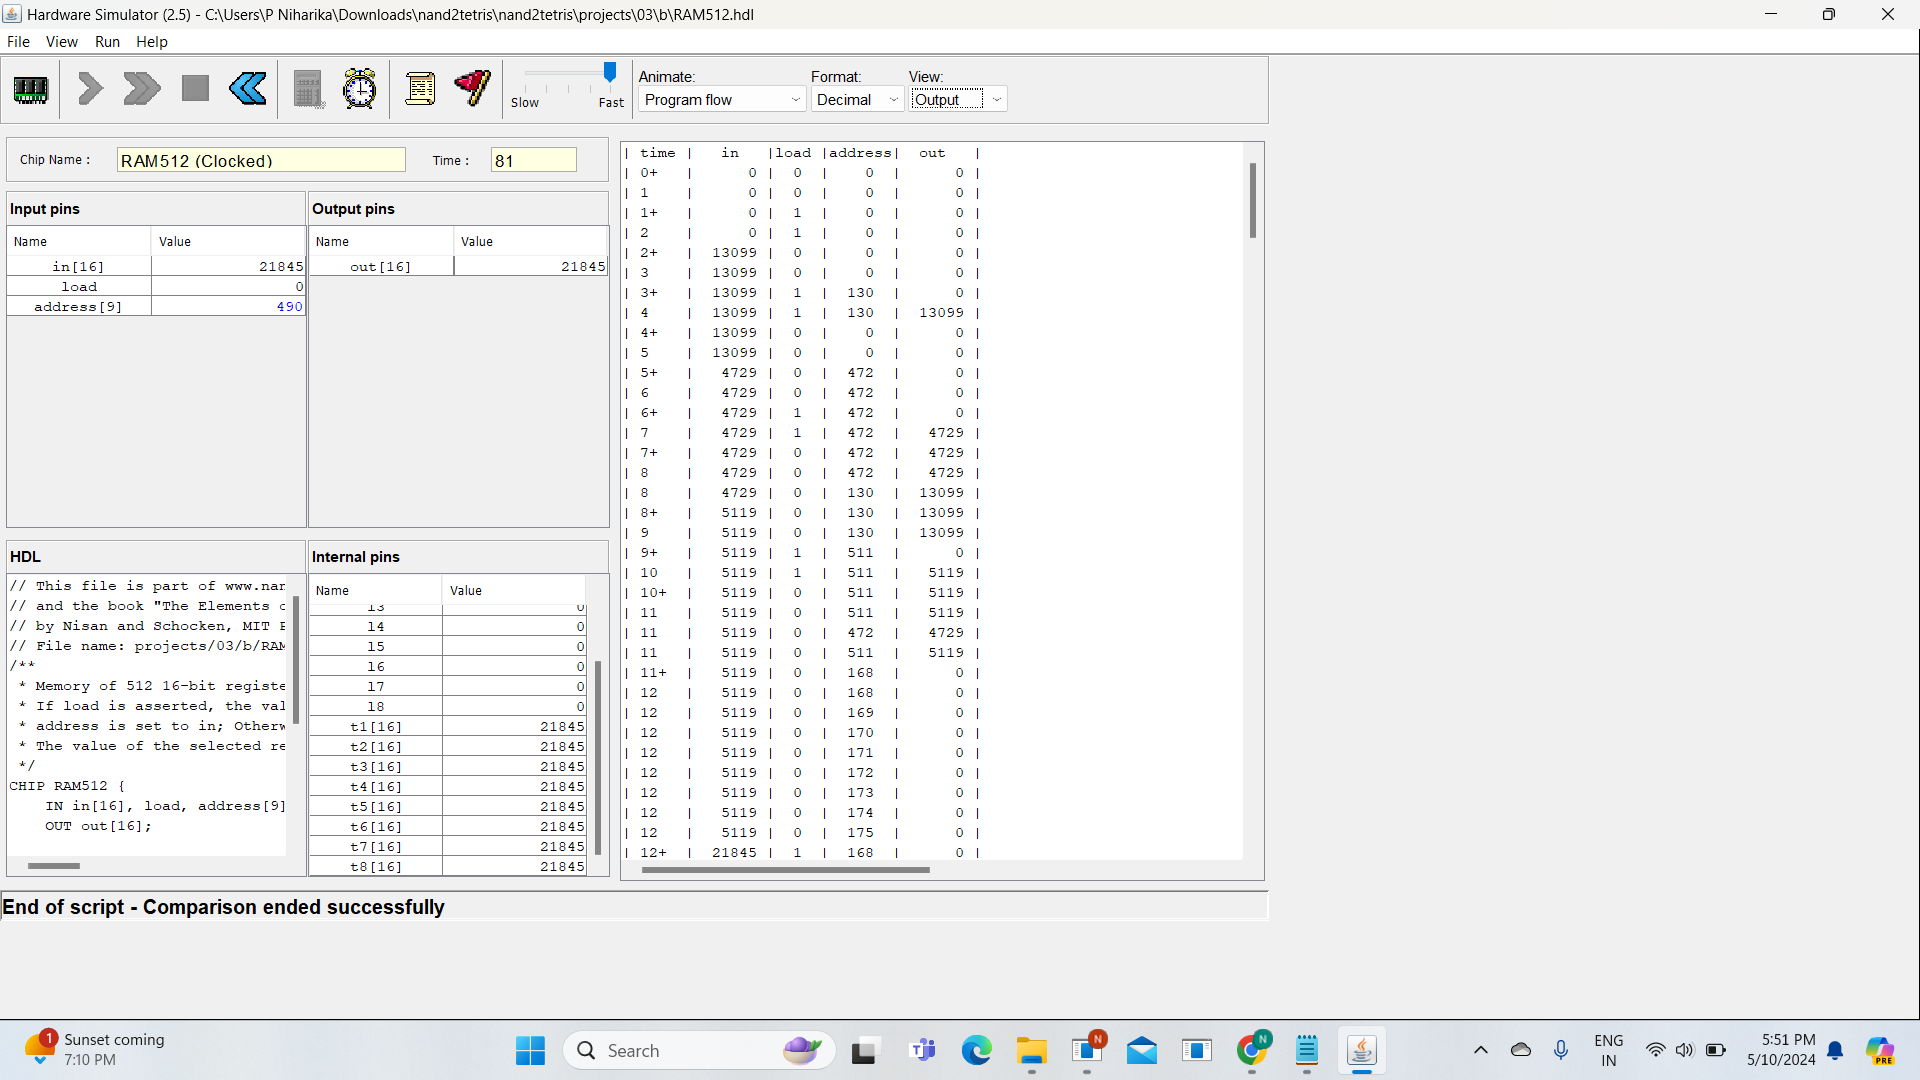 Hardware Simulator (2.5) - C:\Users\P Niharika\Downloads\nand2tetris\nand2tetris\projects\03\b\RAM512.hdl
File View Run Help
Slow Fast
Animate: Format: View:
Program flow Decimal Output
Chip Name : RAM512 (Clocked) Time : 81
Input pins
Name Value
in[16] 21845
load 0
address[9] 490
Output pins
Name Value
out[16] 21845
HDL
// This file is part of www.nan
// and the book "The Elements o
// by Nisan and Schocken, MIT P
// File name: projects/03/b/RAM
/**
* Memory of 512 16-bit registe
* If load is asserted, the val
* address is set to in; Otherw
* The value of the selected re
*/
CHIP RAM512 {
IN in[16], load, address[9]
OUT out[16];
Internal pins
Name Value
l3 0
l4 0
l5 0
l6 0
l7 0
l8 0
t1[16] 21845
t2[16] 21845
t3[16] 21845
t4[16] 21845
t5[16] 21845
t6[16] 21845
t7[16] 21845
t8[16] 21845
| time | in |load |address| out |
| 0+ | 0 | 0 | 0 | 0 |
| 1 | 0 | 0 | 0 | 0 |
| 1+ | 0 | 1 | 0 | 0 |
| 2 | 0 | 1 | 0 | 0 |
| 2+ | 13099 | 0 | 0 | 0 |
| 3 | 13099 | 0 | 0 | 0 |
| 3+ | 13099 | 1 | 130 | 0 |
| 4 | 13099 | 1 | 130 | 13099 |
| 4+ | 13099 | 0 | 0 | 0 |
| 5 | 13099 | 0 | 0 | 0 |
| 5+ | 4729 | 0 | 472 | 0 |
| 6 | 4729 | 0 | 472 | 0 |
| 6+ | 4729 | 1 | 472 | 0 |
| 7 | 4729 | 1 | 472 | 4729 |
| 7+ | 4729 | 0 | 472 | 4729 |
| 8 | 4729 | 0 | 472 | 4729 |
| 8 | 4729 | 0 | 130 | 13099 |
| 8+ | 5119 | 0 | 130 | 13099 |
| 9 | 5119 | 0 | 130 | 13099 |
| 9+ | 5119 | 1 | 511 | 0 |
| 10 | 5119 | 1 | 511 | 5119 |
| 10+ | 5119 | 0 | 511 | 5119 |
| 11 | 5119 | 0 | 511 | 5119 |
| 11 | 5119 | 0 | 472 | 4729 |
| 11 | 5119 | 0 | 511 | 5119 |
| 11+ | 5119 | 0 | 168 | 0 |
| 12 | 5119 | 0 | 168 | 0 |
| 12 | 5119 | 0 | 169 | 0 |
| 12 | 5119 | 0 | 170 | 0 |
| 12 | 5119 | 0 | 171 | 0 |
| 12 | 5119 | 0 | 172 | 0 |
| 12 | 5119 | 0 | 173 | 0 |
| 12 | 5119 | 0 | 174 | 0 |
| 12 | 5119 | 0 | 175 | 0 |
| 12+ | 21845 | 1 | 168 | 0 |
End of script - Comparison ended successfully
1
Sunset coming
7:10 PM
Search
N
N
ENG
IN
5:51 PM
5/10/2024
PRE